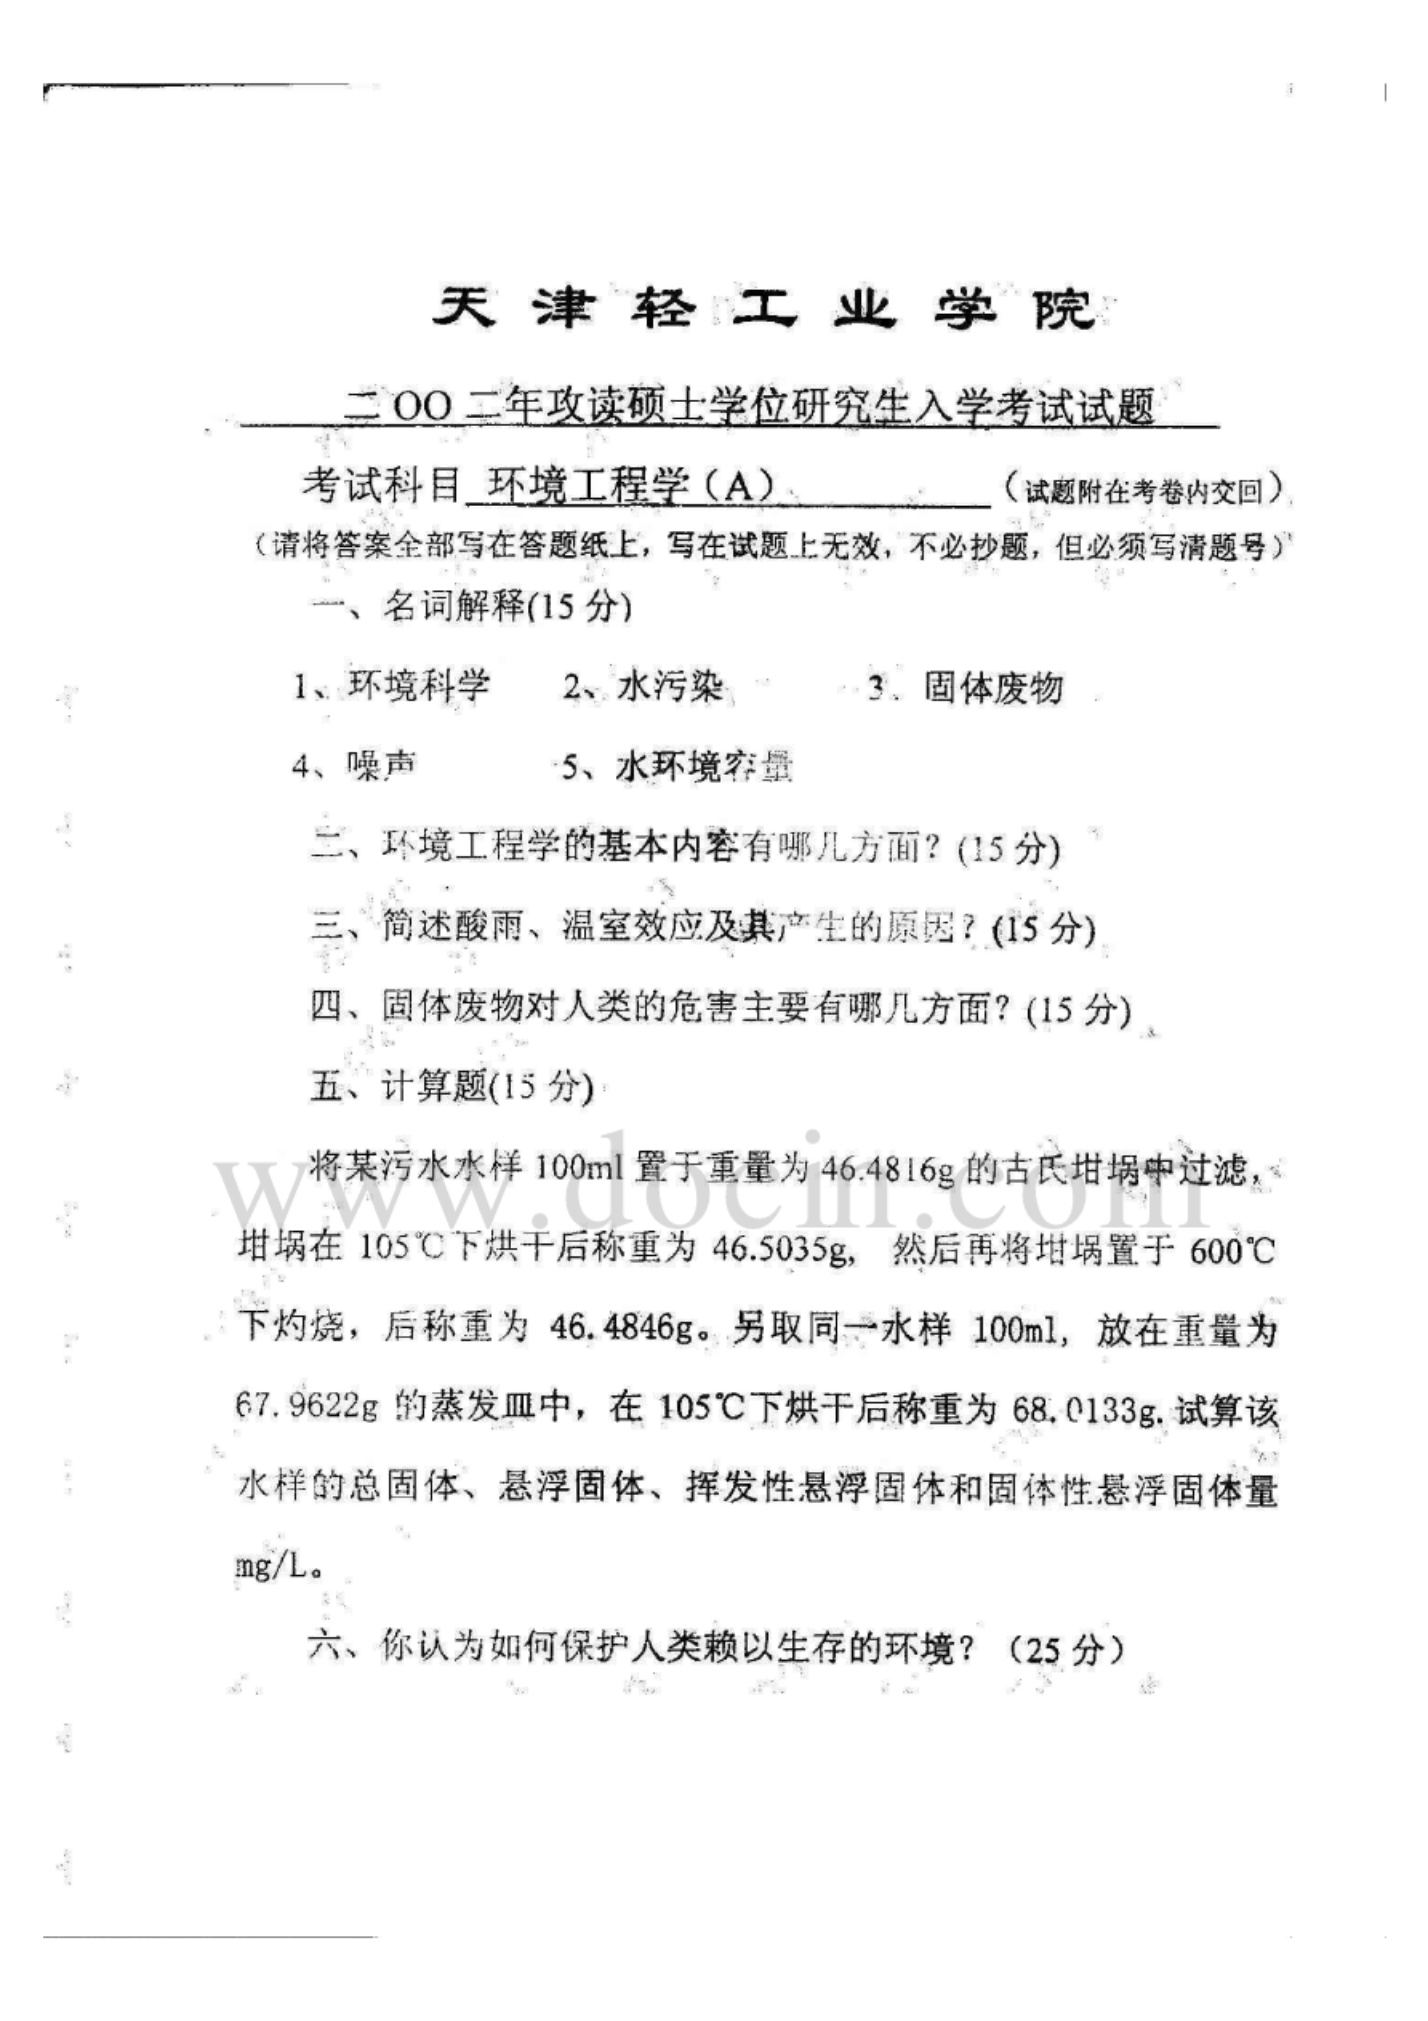 天津轻工业学院
二OO二年攻读硕士学位研究生入学考试试题
考试科目 环境工程学(A) (试题附在考卷内交回)
(请将答案全部写在答题纸上,写在试题上无效,不必抄题,但必须写清题号)
一、名词解释(15分)
1、环境科学 2、水污染 3. 固体废物
4、噪声 5、水环境容量
二、环境工程学的基本内容有哪几方面?(15分)
三、简述酸雨、温室效应及其产生的原因?(15分)
四、固体废物对人类的危害主要有哪几方面?(15分)
五、计算题(15分)
将某污水水样100ml置于重量为46.4816g的古氏坩埚中过滤,
坩埚在105℃下烘干后称重为46.5035g, 然后再将坩埚置于600℃
下灼烧,后称重为46.4846g。另取同一水样100ml, 放在重量为
67.9622g的蒸发皿中,在105℃下烘干后称重为68.0133g.试算该
水样的总固体、悬浮固体、挥发性悬浮固体和固体性悬浮固体量
mg/L。
六、你认为如何保护人类赖以生存的环境?(25分)
www.docin.com